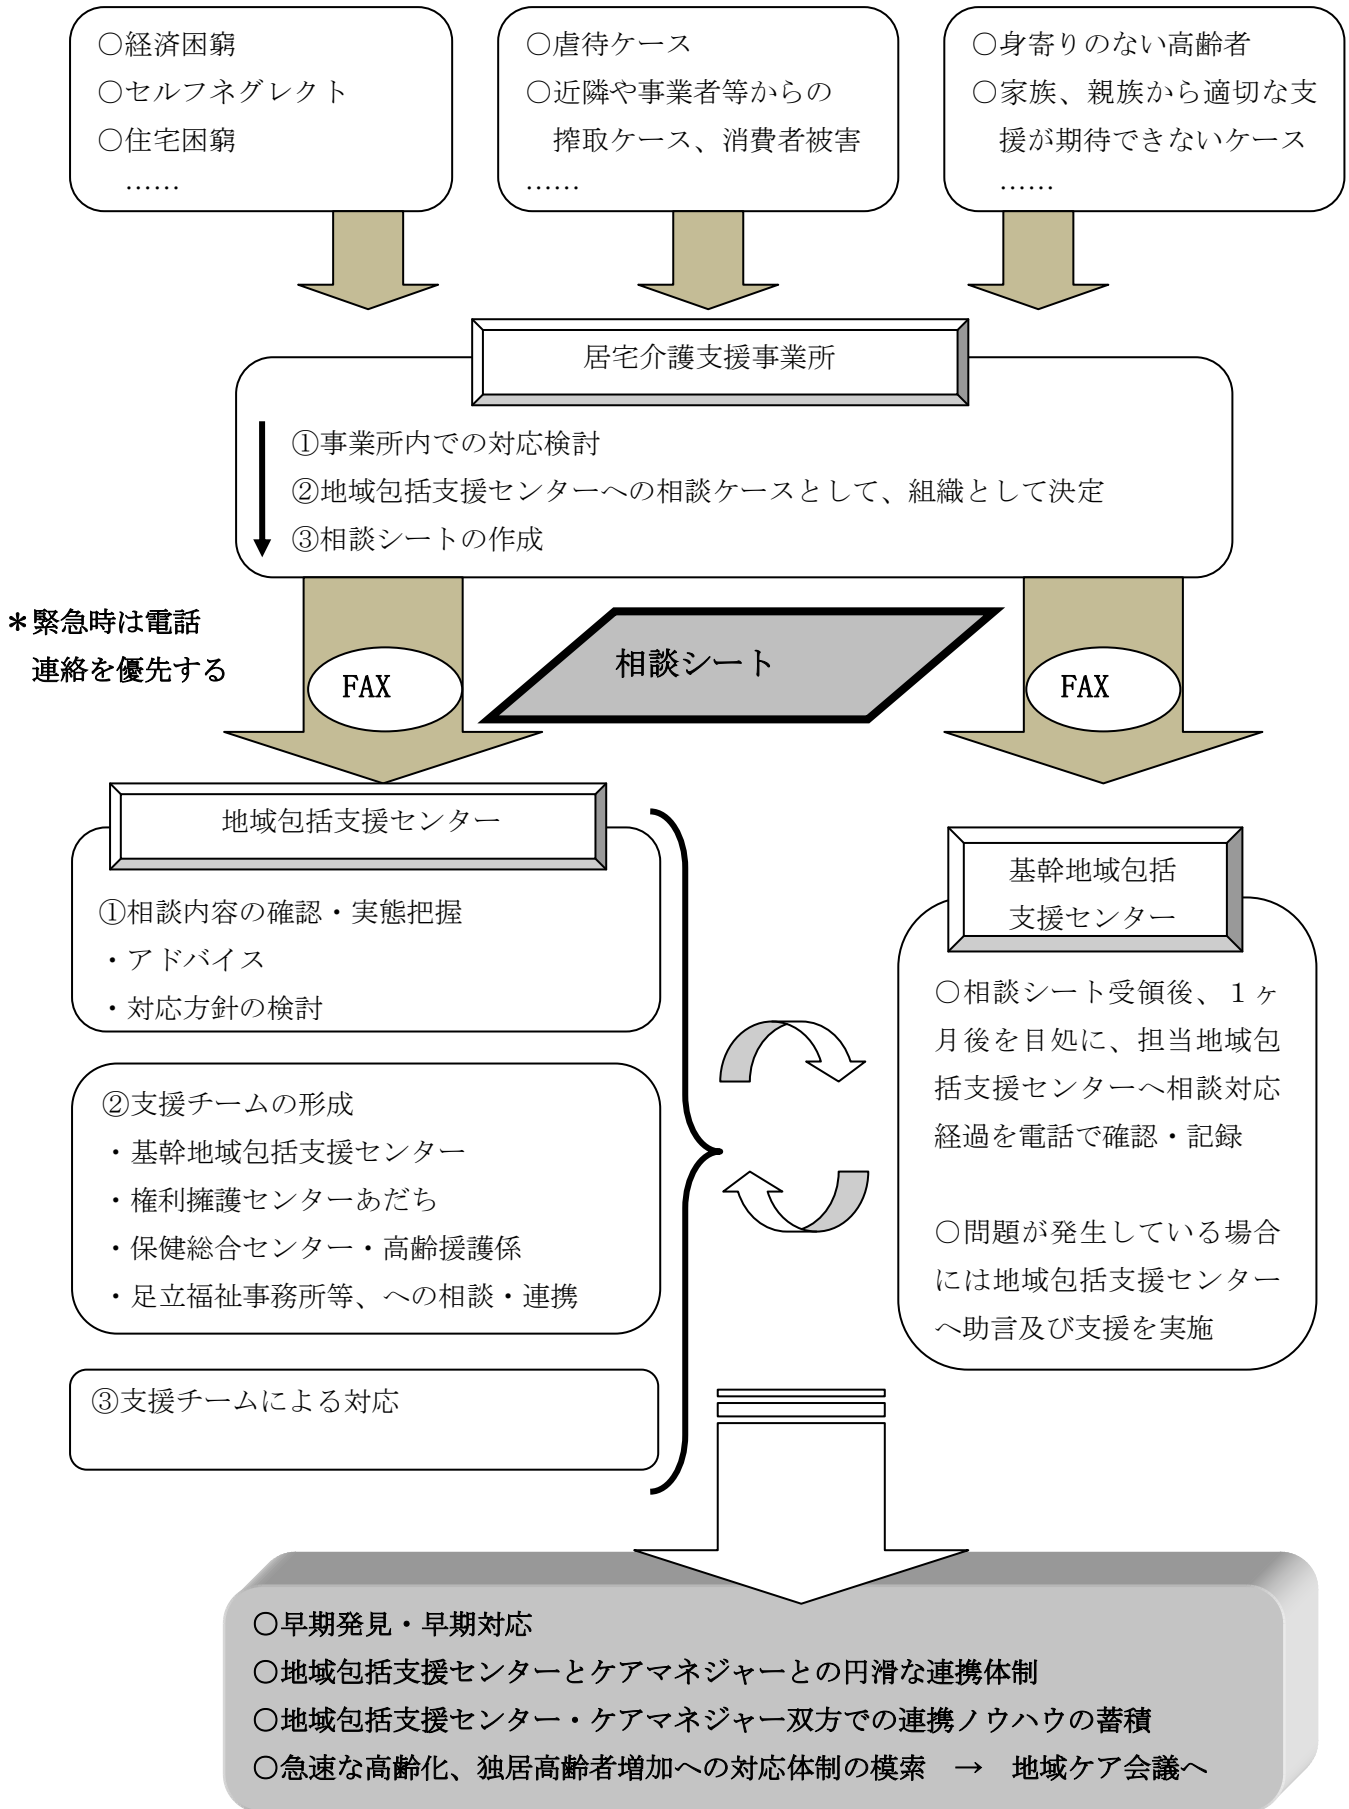 ○経済困窮
○セルフネグレクト
○住宅困窮
……
○虐待ケース
○近隣や事業者等からの
搾取ケース、消費者被害
……
○身寄りのない高齢者
○家族、親族から適切な支
援が期待できないケース
……
居宅介護支援事業所
①事業所内での対応検討
②地域包括支援センターへの相談ケースとして、組織として決定
③相談シートの作成
＊緊急時は電話
連絡を優先する
FAX
相談シート
FAX
地域包括支援センター
①相談内容の確認・実態把握
・アドバイス
・対応方針の検討
②支援チームの形成
・基幹地域包括支援センター
・権利擁護センターあだち
・保健総合センター・高齢援護係
・足立福祉事務所等、への相談・連携
③支援チームによる対応
基幹地域包括
支援センター
○相談シート受領後、１ヶ
月後を目処に、担当地域包
括支援センターへ相談対応
経過を電話で確認・記録
○問題が発生している場合
には地域包括支援センター
へ助言及び支援を実施
○早期発見・早期対応
○地域包括支援センターとケアマネジャーとの円滑な連携体制
○地域包括支援センター・ケアマネジャー双方での連携ノウハウの蓄積
○急速な高齢化、独居高齢者増加への対応体制の模索　→　地域ケア会議へ